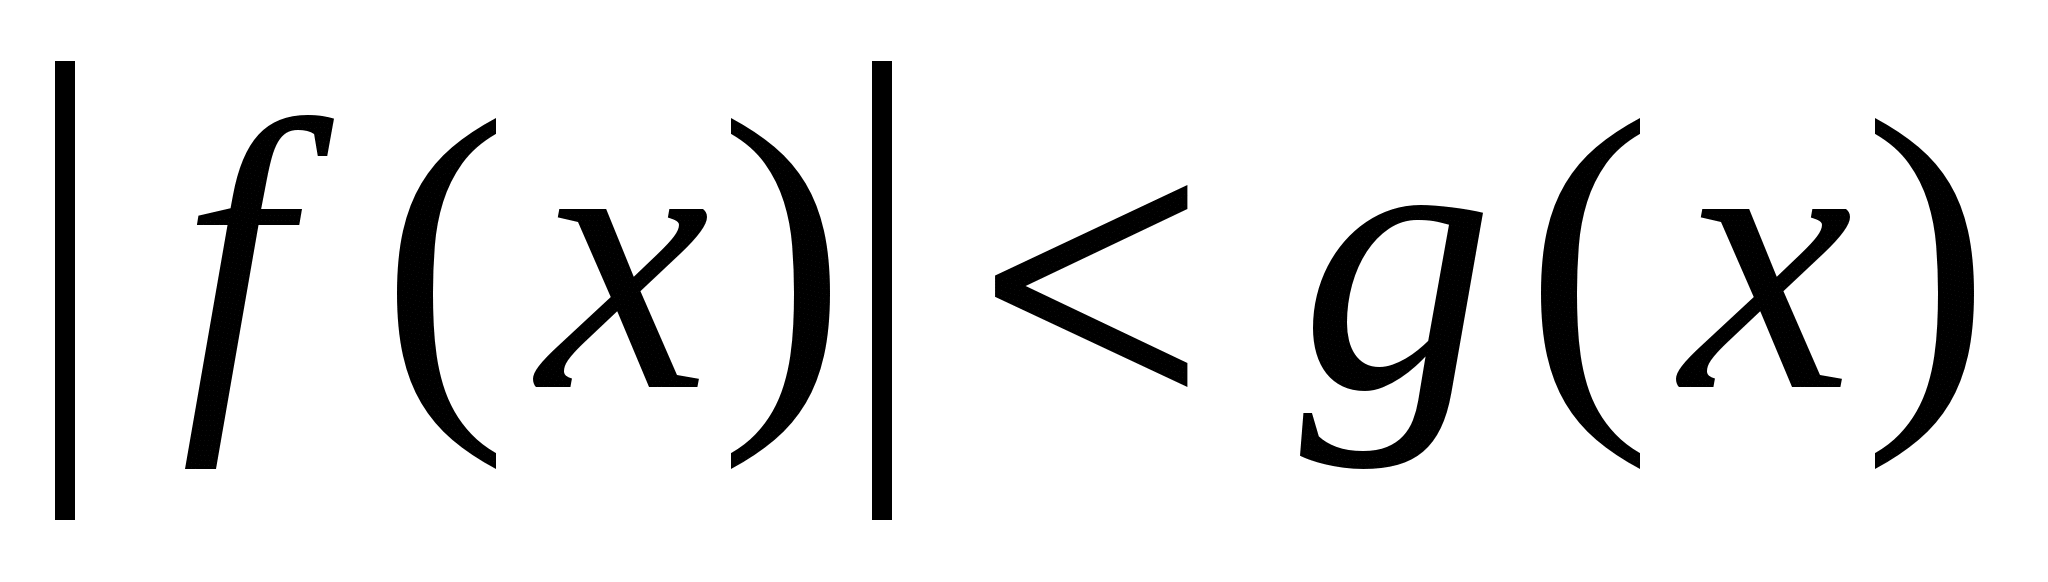 |f(x)| < g(x)